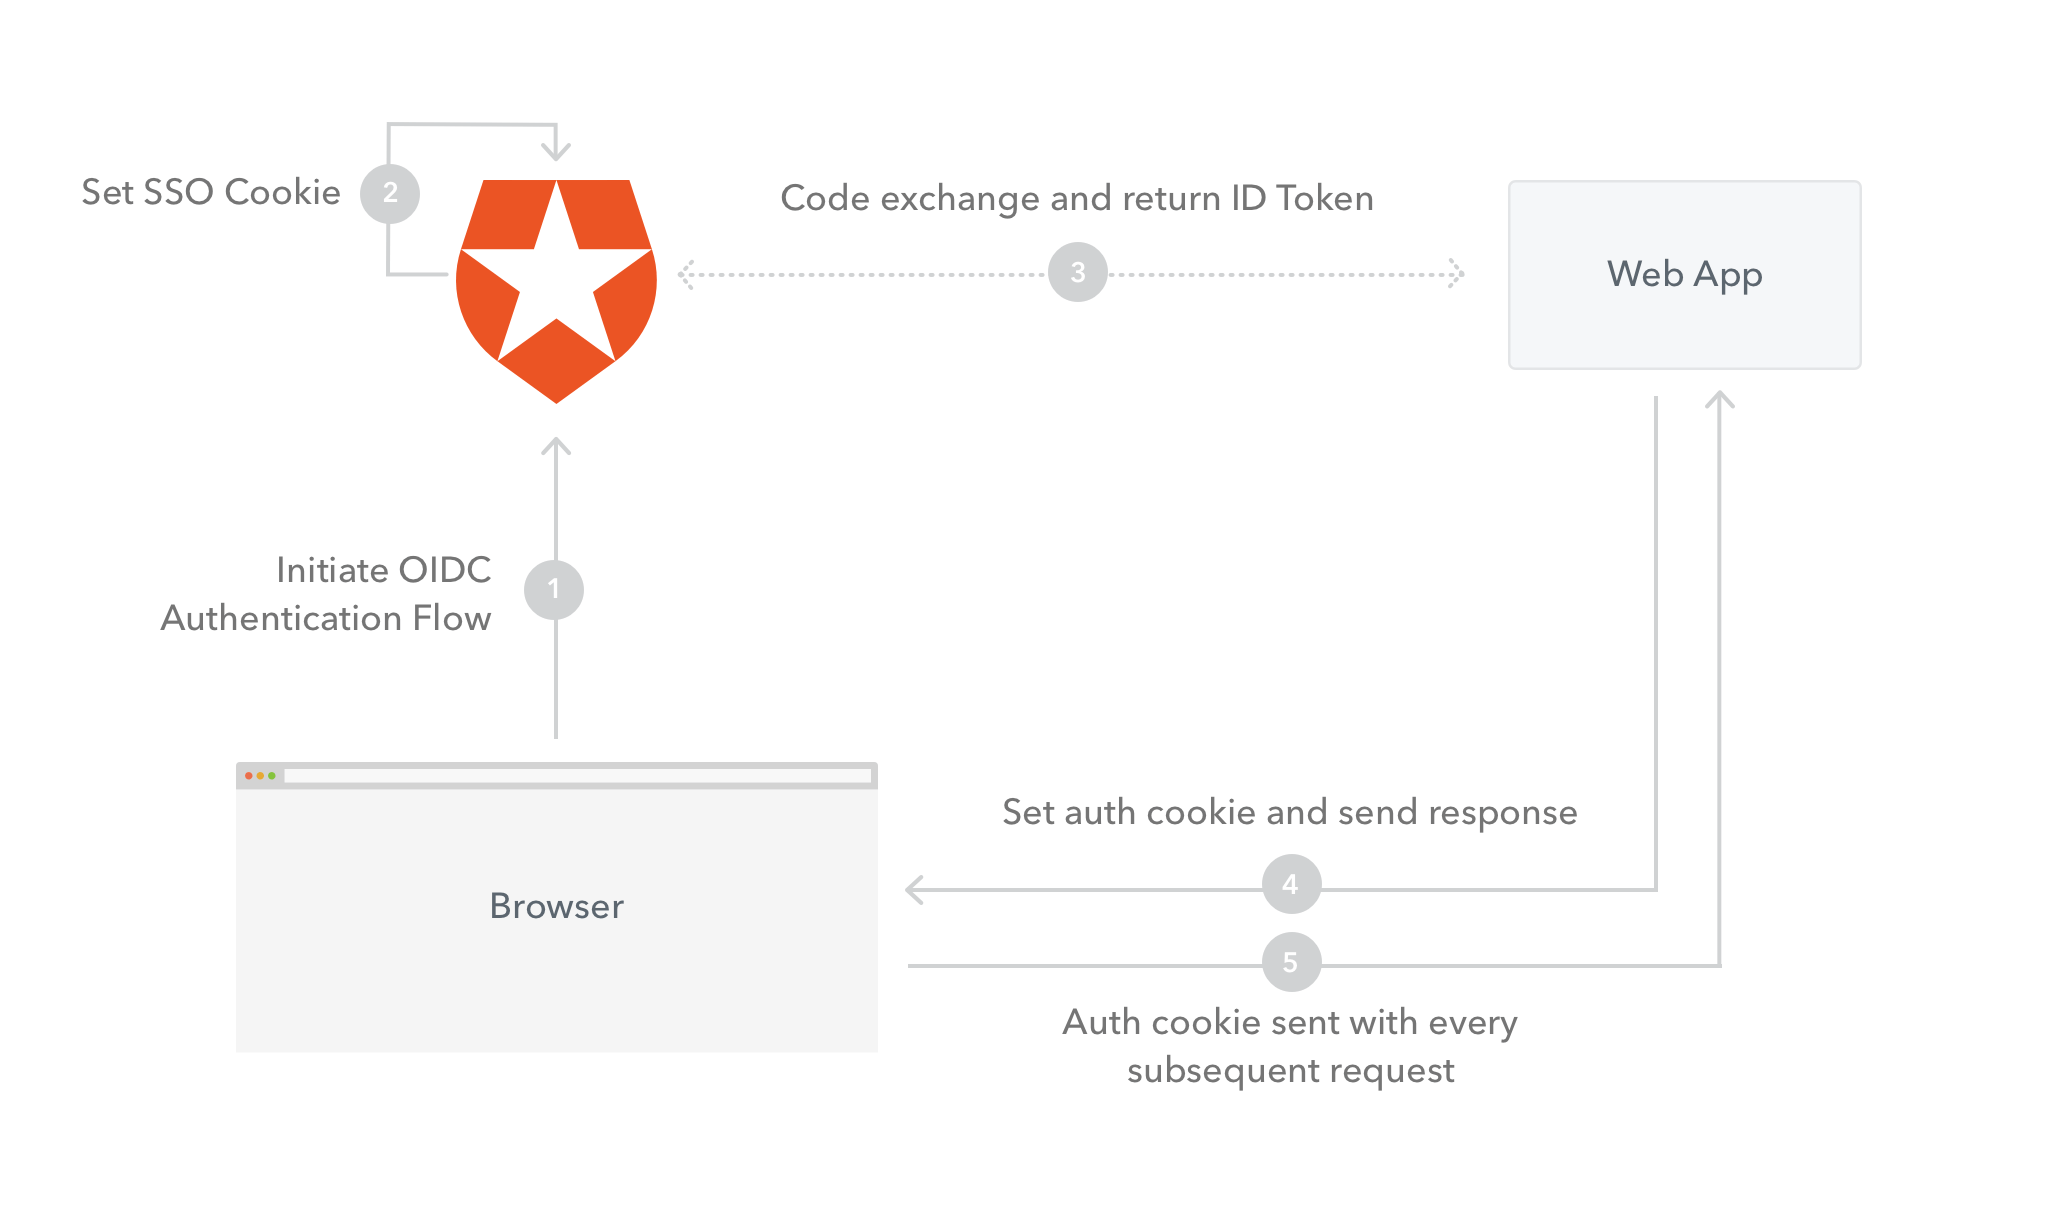 Set SSO Cookie
2
Code exchange and return ID Token
3
Web App
Initiate OIDC
Authentication Flow
1
Set auth cookie and send response
4
Browser
5
Auth cookie sent with every
subsequent request